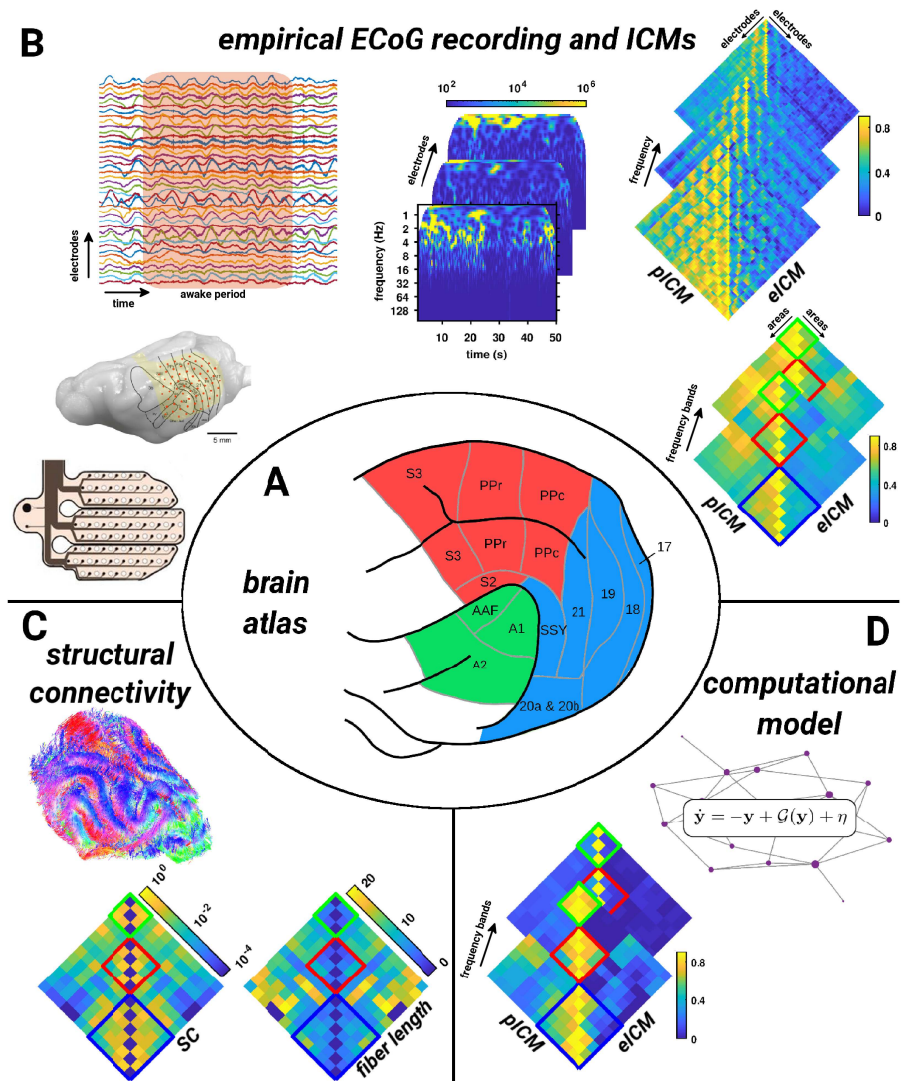 B
empirical ECoG recording and ICMs
electrodes
time
awake period
5 mm
10² 10⁴ 10⁶
electrodes
frequency (Hz)
1
2
4
8
16
32
64
128
10 20 30 40 50
time (s)
electrodes electrodes
frequency
0.8
0.4
0
pICM eICM
areas areas
frequency bands
0.8
0.4
0
pICM eICM
A
brain
atlas
S3
PPr
PPc
S3
PPr
PPc
S2
AAF
A1
A2
SSY
21
19
18
17
20a & 20b
C
structural
connectivity
10⁰
10⁻²
10⁻⁴
SC
20
10
0
fiber length
D
computational
model
ẏ = −y + G(y) + η
frequency bands
0.8
0.4
0
pICM eICM